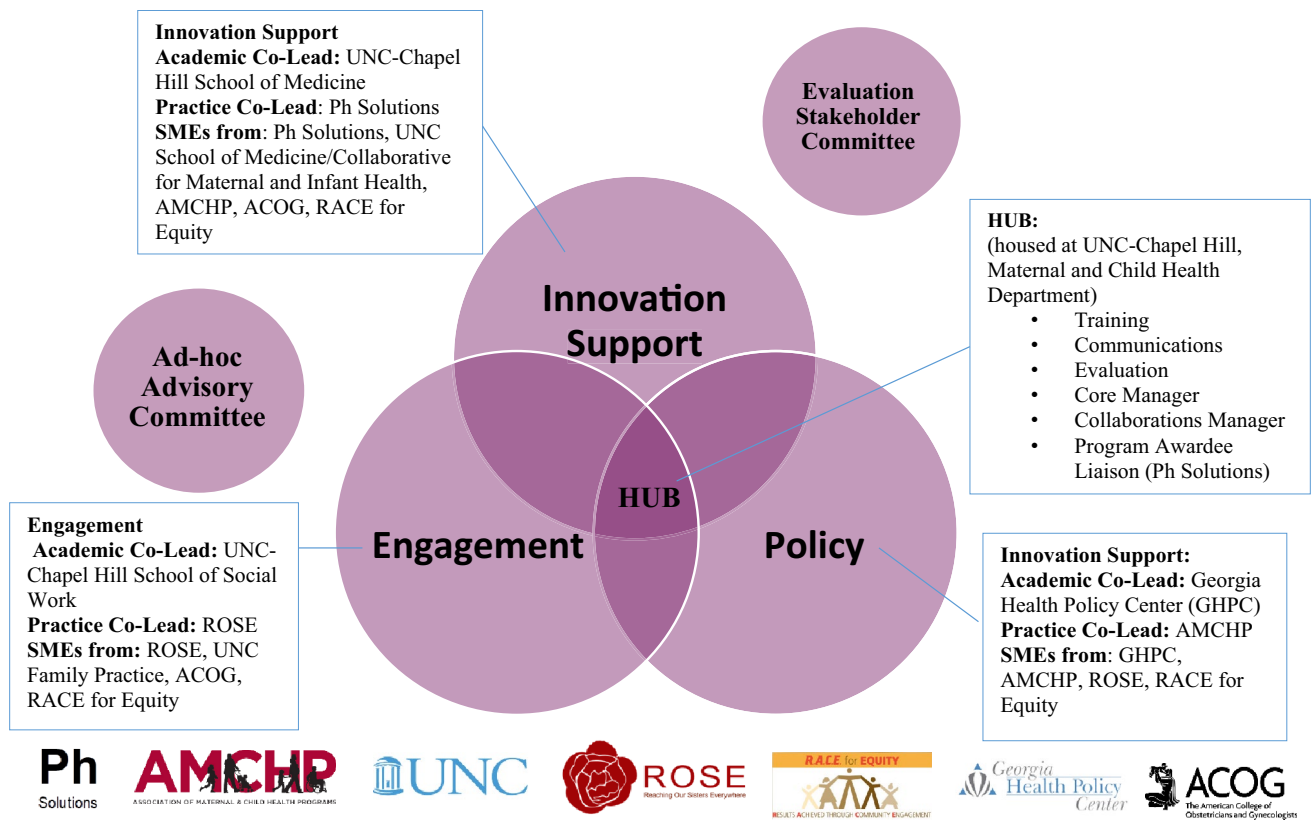 Innovation Support
Academic Co-Lead: UNC-Chapel
Hill School of Medicine
Practice Co-Lead: Ph Solutions
SMEs from: Ph Solutions, UNC
School of Medicine/Collaborative
for Maternal and Infant Health,
AMCHP, ACOG, RACE for
Equity
Evaluation
Stakeholder
Committee
HUB:
(housed at UNC-Chapel Hill,
Maternal and Child Health
Department)
• Training
• Communications
• Evaluation
• Core Manager
• Collaborations Manager
• Program Awardee
Liaison (Ph Solutions)
Innovation
Support
Ad-hoc
Advisory
Committee
HUB
Engagement
Policy
Engagement
Academic Co-Lead: UNC-
Chapel Hill School of Social
Work
Practice Co-Lead: ROSE
SMEs from: ROSE, UNC
Family Practice, ACOG,
RACE for Equity
Innovation Support:
Academic Co-Lead: Georgia
Health Policy Center (GHPC)
Practice Co-Lead: AMCHP
SMEs from: GHPC,
AMCHP, ROSE, RACE for
Equity
Ph
Solutions
AMCHP
ASSOCIATION OF MATERNAL & CHILD HEALTH PROGRAMS
UNC
ROSE
Reaching Our Sisters Everywhere
R.A.C.E. for EQUITY
RESULTS ACHIEVED THROUGH COMMUNITY ENGAGEMENT
Georgia
Health Policy
Center
ACOG
The American College of
Obstetricians and Gynecologists